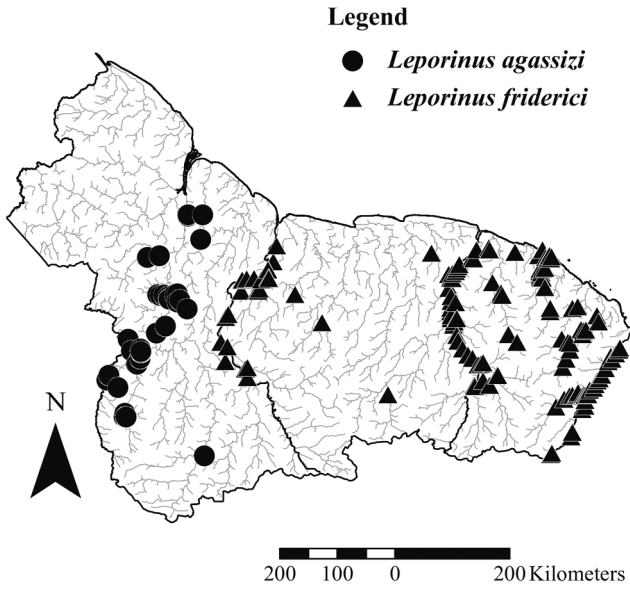 Legend
Leporinus agassizi
Leporinus friderici
N
200 100 0 200 Kilometers